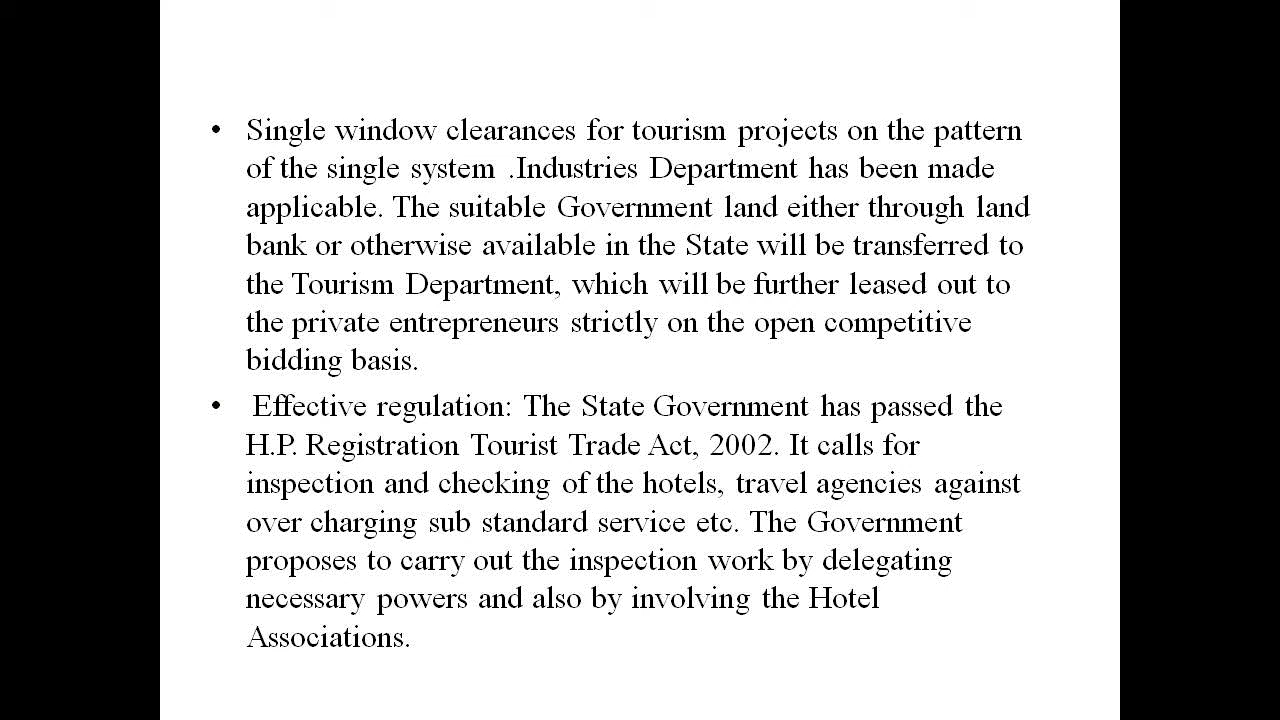 • Single window clearances for tourism projects on the pattern
of the single system .Industries Department has been made
applicable. The suitable Government land either through land
bank or otherwise available in the State will be transferred to
the Tourism Department, which will be further leased out to
the private entrepreneurs strictly on the open competitive
bidding basis.
• Effective regulation: The State Government has passed the
H.P. Registration Tourist Trade Act, 2002. It calls for
inspection and checking of the hotels, travel agencies against
over charging sub standard service etc. The Government
proposes to carry out the inspection work by delegating
necessary powers and also by involving the Hotel
Associations.